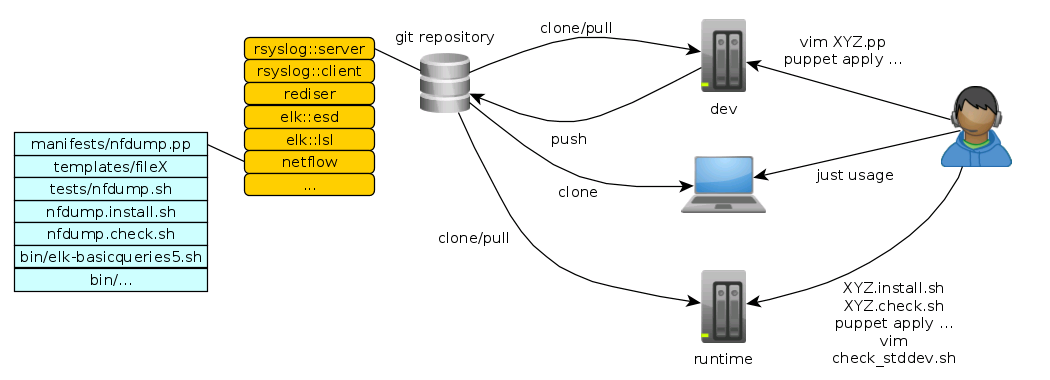 git repository
rsyslog::server
rsyslog::client
rediser
elk::esd
elk::lsl
netflow
...
manifests/nfdump.pp
templates/fileX
tests/nfdump.sh
nfdump.install.sh
nfdump.check.sh
bin/elk-basicqueries5.sh
bin/...
clone/pull
push
clone
clone/pull
dev
vim XYZ.pp
puppet apply ...
just usage
runtime
XYZ.install.sh
XYZ.check.sh
puppet apply ...
vim
check_stddev.sh